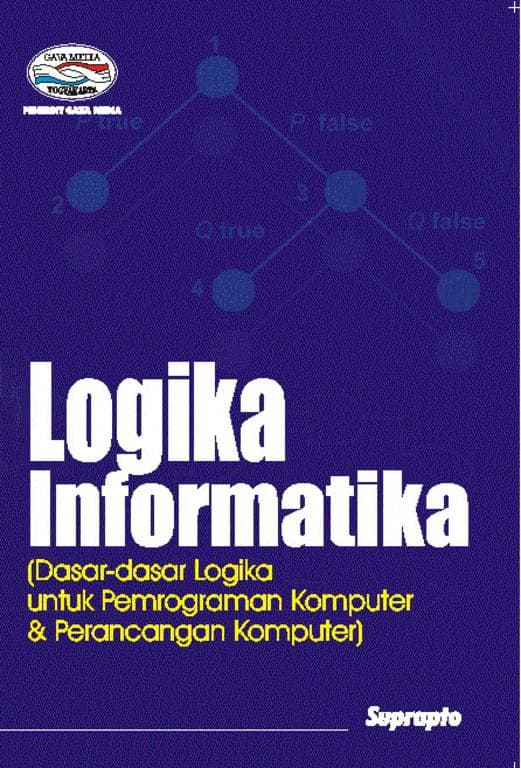 GAVA MEDIA
YOGYAKARTA
PENERBIT GAVA MEDIA
1
P true
P false
2
3
Q true
Q false
4
5
Logika
Informatika
(Dasar-dasar Logika
untuk Pemrograman Komputer
& Perancangan Komputer)
Suprapto